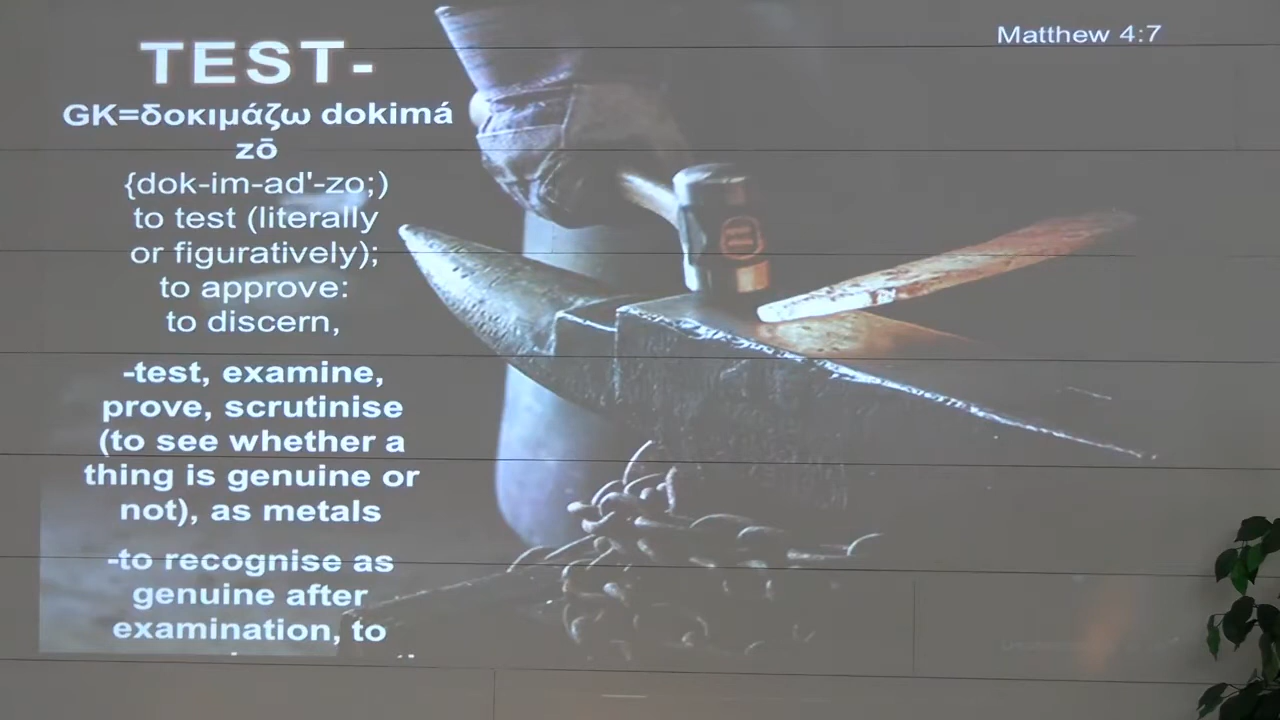 Matthew 4:7
TEST-
GK=δοκιμάζω dokimá
zō
{dok-im-ad'-zo;)
to test (literally
or figuratively);
to approve:
to discern,
-test, examine,
prove, scrutinise
(to see whether a
thing is genuine or
not), as metals
-to recognise as
genuine after
examination, to